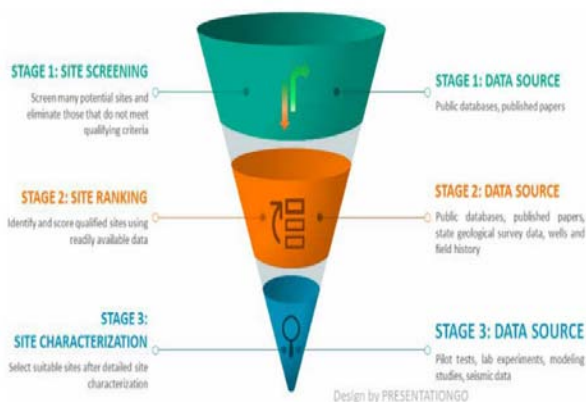 STAGE 1: SITE SCREENING
Screen many potential sites and
eliminate those that do not meet
qualifying criteria
STAGE 1: DATA SOURCE
Public databases, published papers
STAGE 2: SITE RANKING
Identify and score qualified sites using
readily available data
STAGE 2: DATA SOURCE
Public databases, published papers,
state geological survey data, wells and
field history
STAGE 3:
SITE CHARACTERIZATION
Select suitable sites after detailed site
characterization
STAGE 3: DATA SOURCE
Pilot tests, lab experiments, modeling
studies, seismic data
Design by PRESENTATIONGO